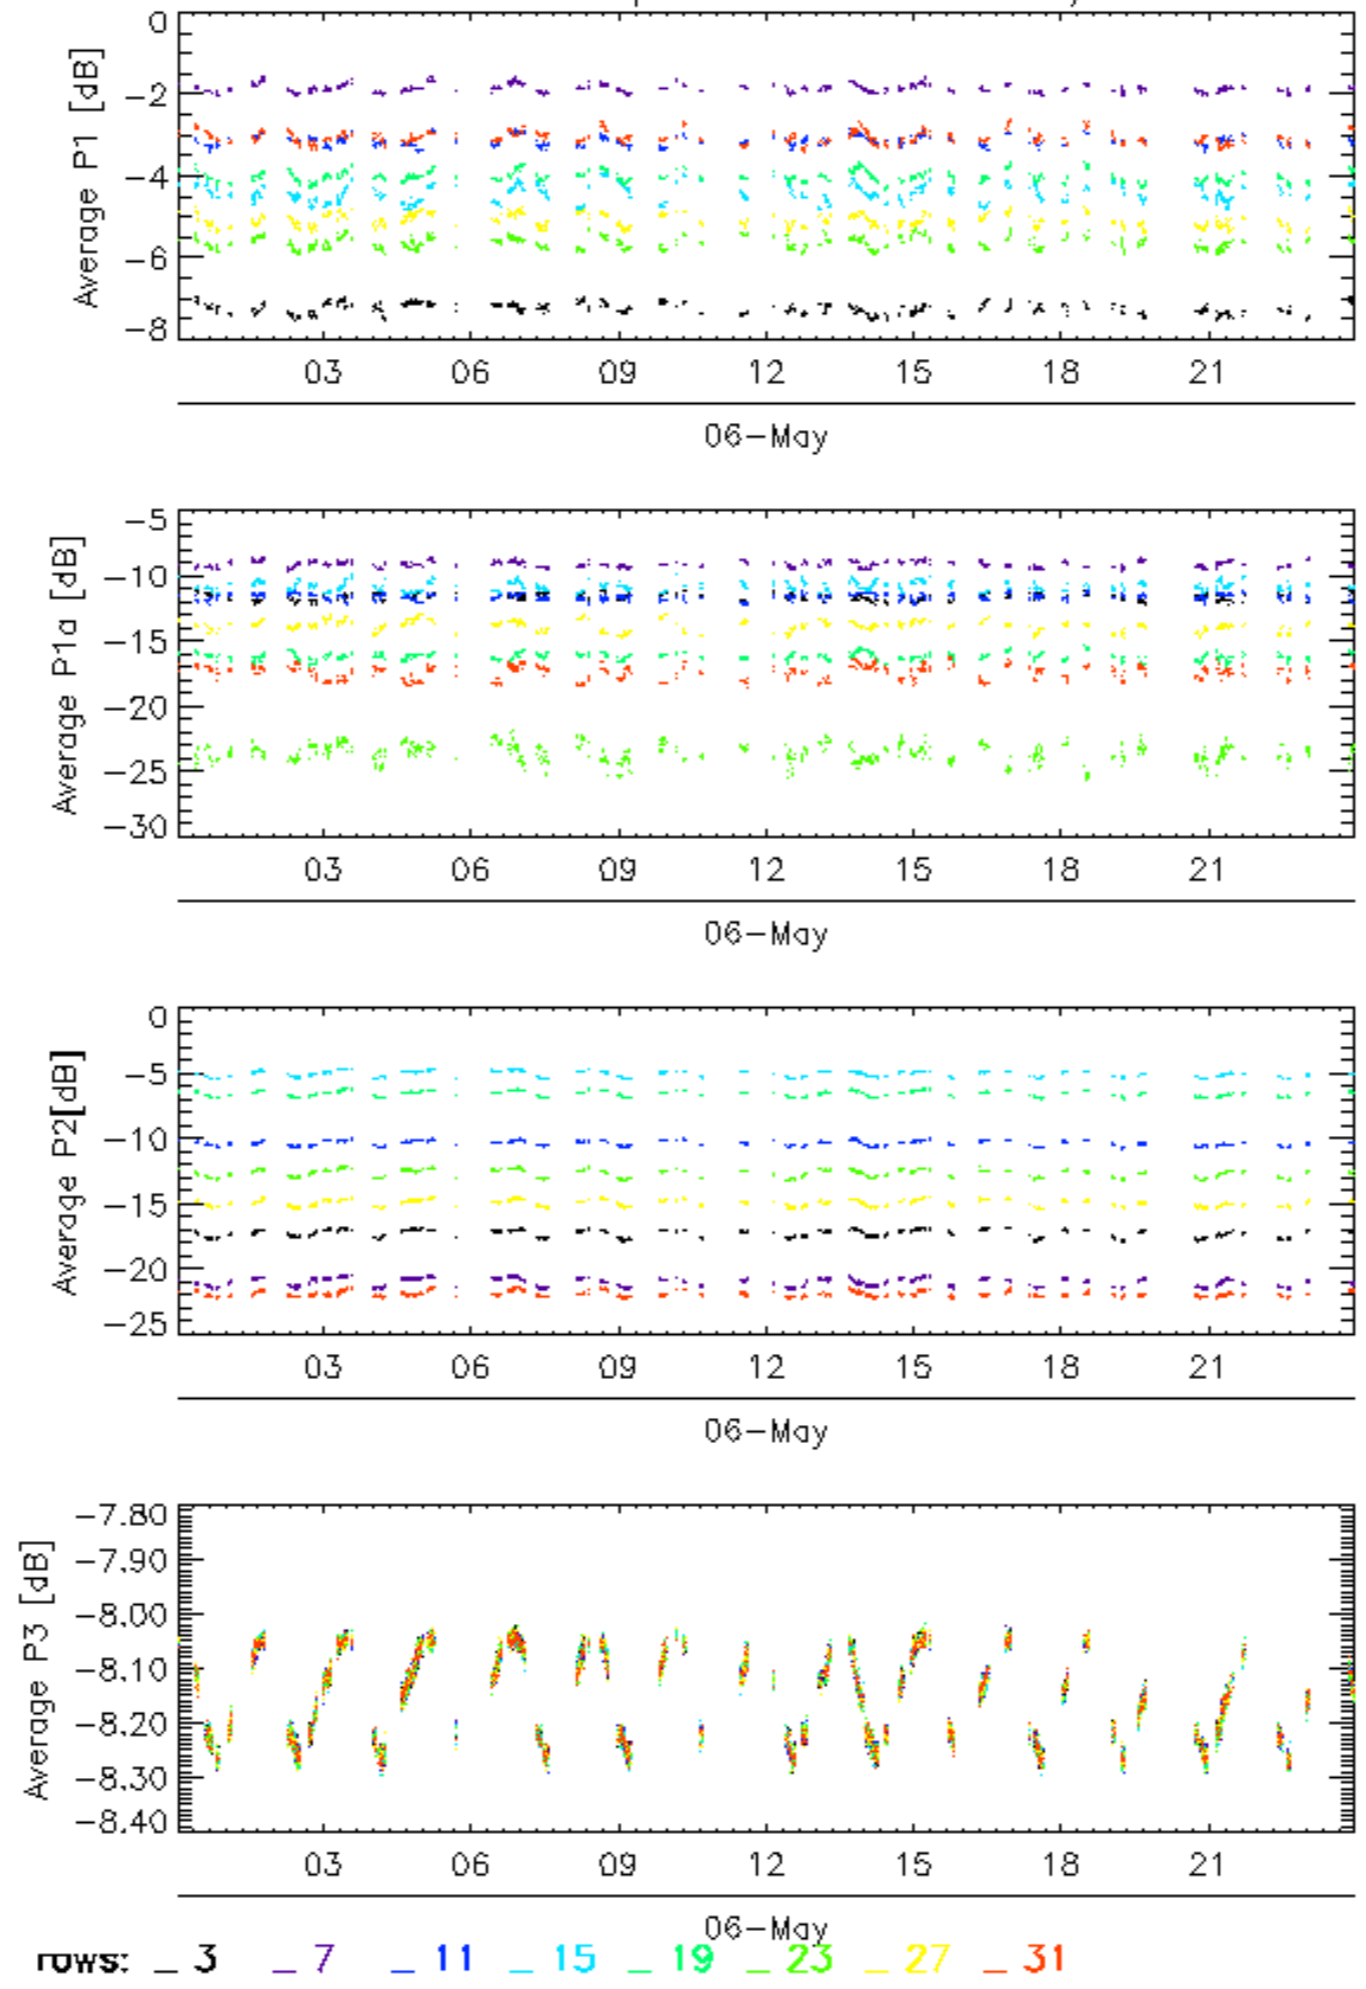 Average P1 [dB]
0
−2
−4
−6
−8
03 06 09 12 15 18 21
06−May
Average P1a [dB]
−5
−10
−15
−20
−25
−30
03 06 09 12 15 18 21
06−May
Average P2[dB]
0
−5
−10
−15
−20
−25
03 06 09 12 15 18 21
06−May
Average P3 [dB]
−7.80
−7.90
−8.00
−8.10
−8.20
−8.30
−8.40
03 06 09 12 15 18 21
06−May
rows: _ 3 _ 7 _ 11 _ 15 _ 19 _ 23 _ 27 _ 31